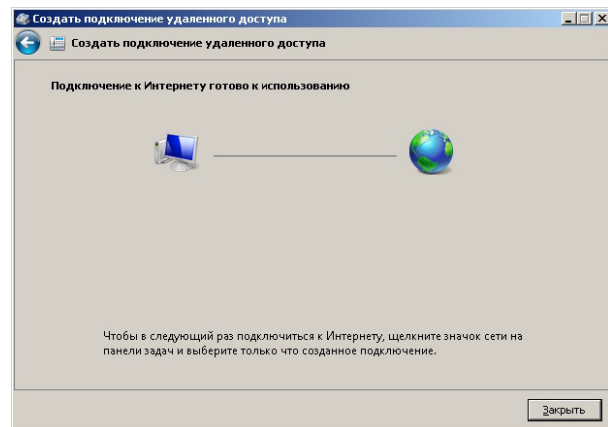 Создать подключение удаленного доступа
Создать подключение удаленного доступа
Подключение к Интернету готово к использованию
Чтобы в следующий раз подключиться к Интернету, щелкните значок сети на
панели задач и выберите только что созданное подключение.
Закрыть